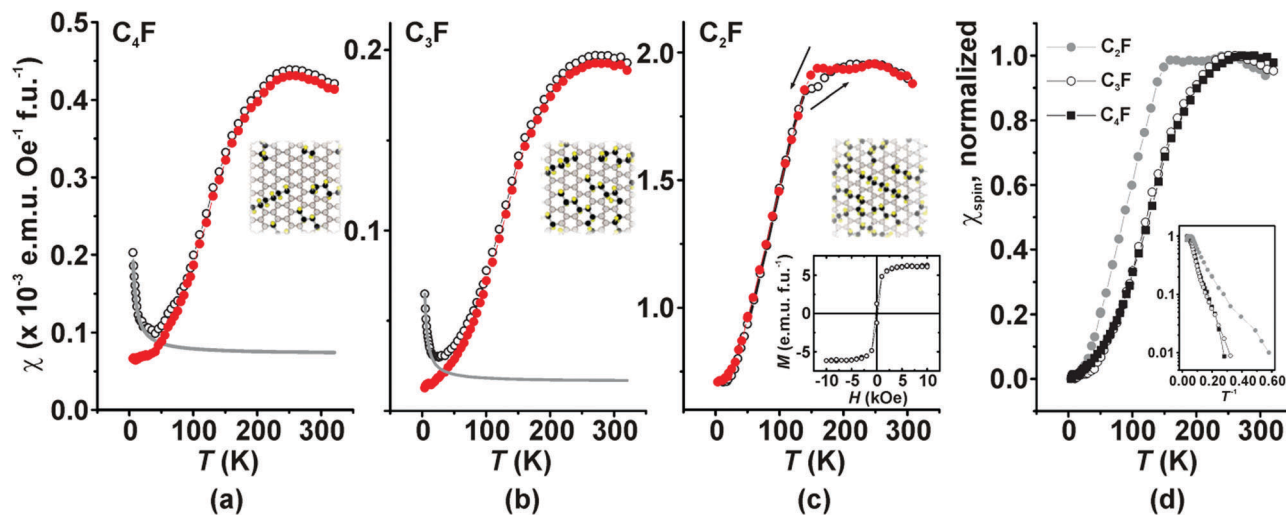 χ (x 10⁻³ e.m.u. Oe⁻¹ f.u.⁻¹)
0.5
0.4
0.3
0.2
0.1
0.0
C₄F
0 100 200 300
T (K)
(a)
0.2
0.1
C₃F
0 100 200 300
T (K)
(b)
2.0
1.5
1.0
C₂F
M (e.m.u. f.u.⁻¹)
5
0
-5
-10 -5 0 5 10
H (kOe)
0 100 200 300
T (K)
(c)
χspin, normalized
1.0
0.8
0.6
0.4
0.2
0.0
C₂F
C₃F
C₄F
1
0.1
0.01
0.00 0.20 0.40 0.60
T⁻¹
0 100 200 300
T (K)
(d)